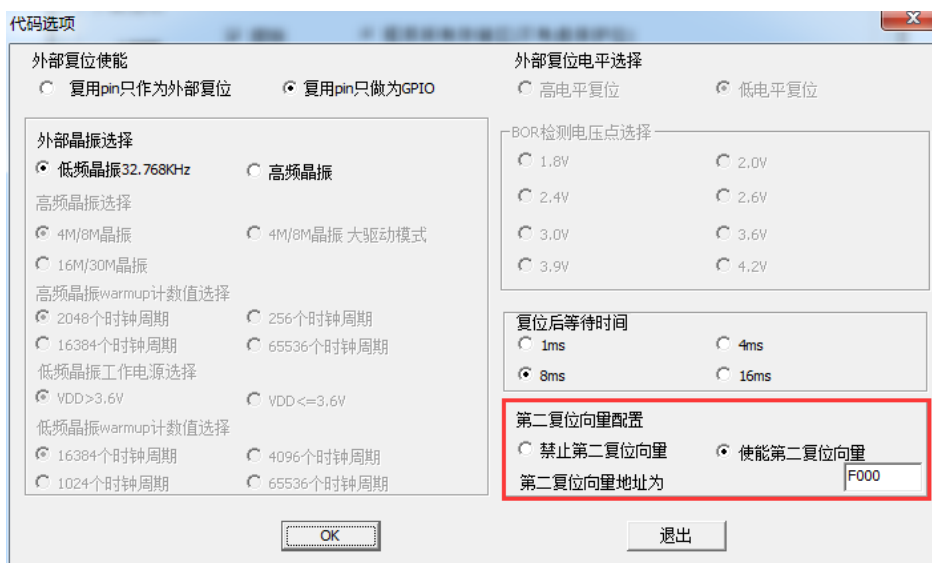 代码选项
外部复位使能
复用pin只作为外部复位
复用pin只做为GPIO
外部晶振选择
低频晶振32.768KHz
高频晶振
高频晶振选择
4M/8M晶振
4M/8M晶振 大驱动模式
16M/30M晶振
高频晶振warmup计数值选择
2048个时钟周期
256个时钟周期
16384个时钟周期
65536个时钟周期
低频晶振工作电源选择
VDD>3.6V
VDD<=3.6V
低频晶振warmup计数值选择
16384个时钟周期
4096个时钟周期
1024个时钟周期
65536个时钟周期
外部复位电平选择
高电平复位
低电平复位
BOR检测电压点选择
1.8V
2.0V
2.4V
2.6V
3.0V
3.6V
3.9V
4.2V
复位后等待时间
1ms
4ms
8ms
16ms
第二复位向量配置
禁止第二复位向量
使能第二复位向量
第二复位向量地址为
F000
OK
退出